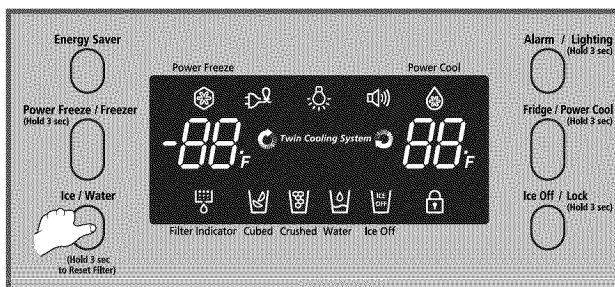 Energy Saver
Alarm / Lighting
(Hold 3 sec)
Power Freeze
Power Cool
Power Freeze / Freezer
(Hold 3 sec)
Fridge / Power Cool
(Hold 3 sec)
-88°F
Twin Cooling System
88°F
Ice / Water
Ice Off / Lock
(Hold 3 sec)
ICE
OFF
Filter Indicator Cubed Crushed Water Ice Off
(Hold 3 sec
to Reset Filter)